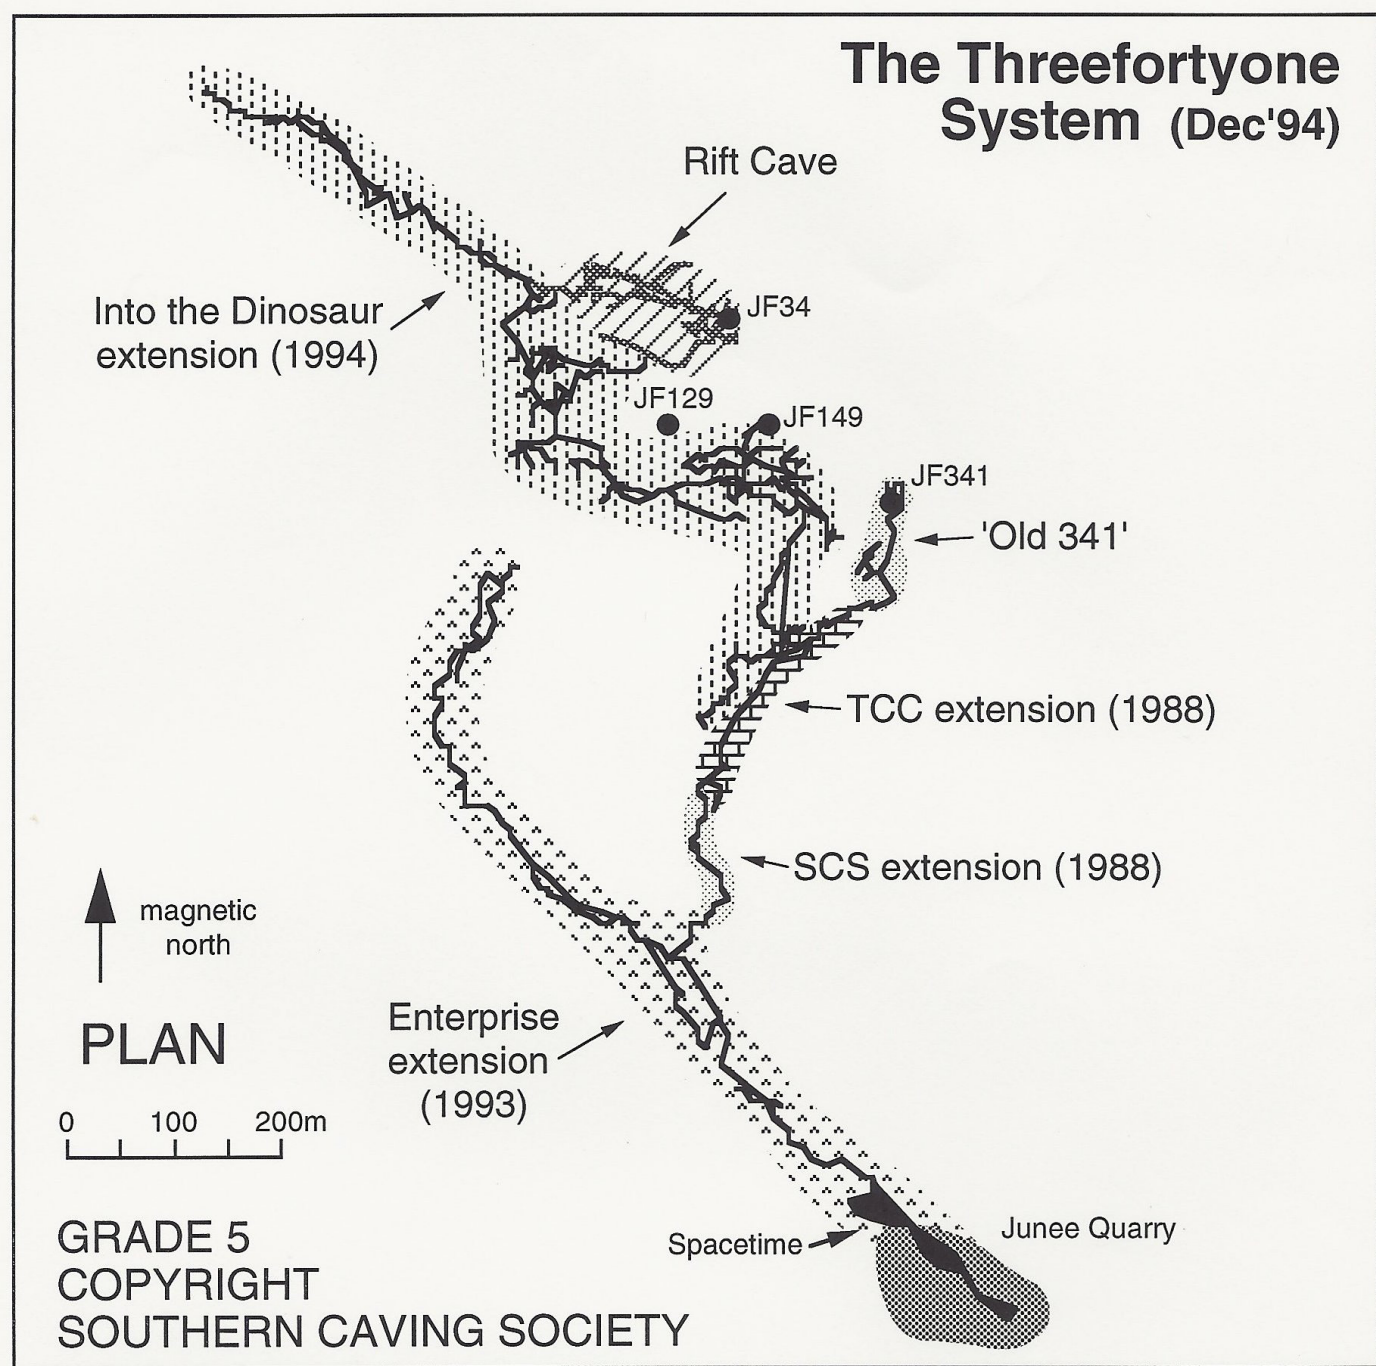 The Threefortyone
System (Dec'94)
Rift Cave
JF34
Into the Dinosaur
extension (1994)
JF129
JF149
JF341
'Old 341'
TCC extension (1988)
SCS extension (1988)
magnetic
north
Enterprise
extension
(1993)
PLAN
0 100 200m
Spacetime
Junee Quarry
GRADE 5
COPYRIGHT
SOUTHERN CAVING SOCIETY